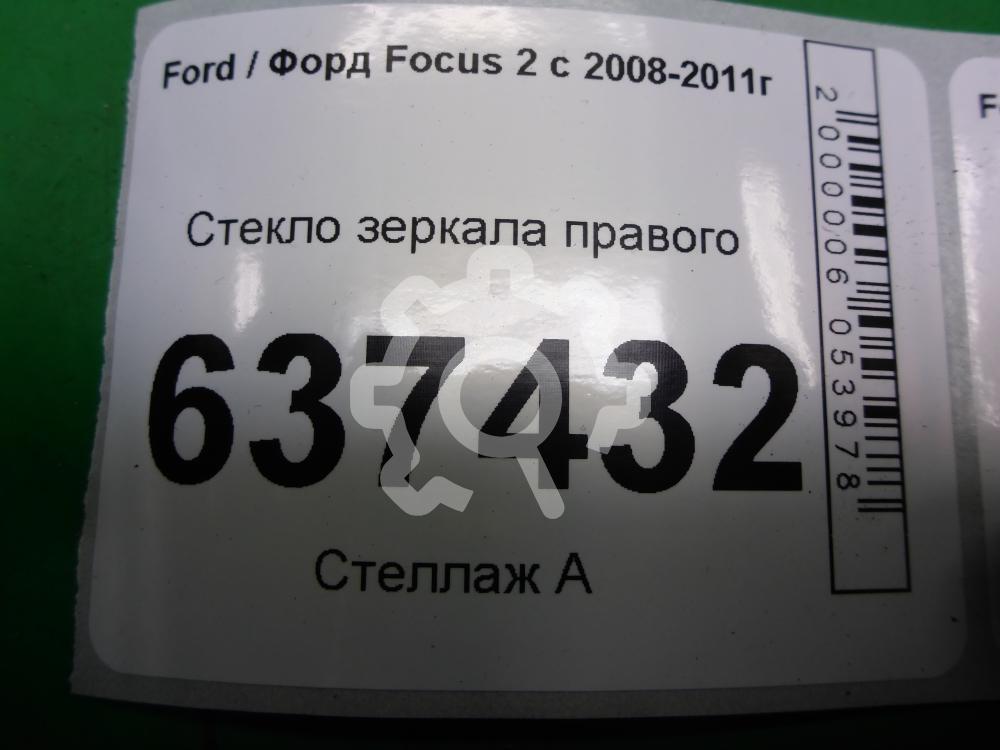 Ford / Форд Focus 2 с 2008-2011г
Стекло зеркала правого
637432
Стеллаж А
2000006053978
F